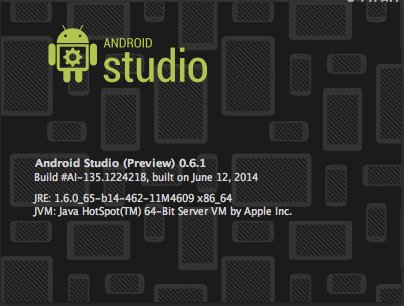 ANDROID
studio
Android Studio (Preview) 0.6.1
Build #AI-135.1224218, built on June 12, 2014
JRE: 1.6.0_65-b14-462-11M4609 x86_64
JVM: Java HotSpot(TM) 64-Bit Server VM by Apple Inc.